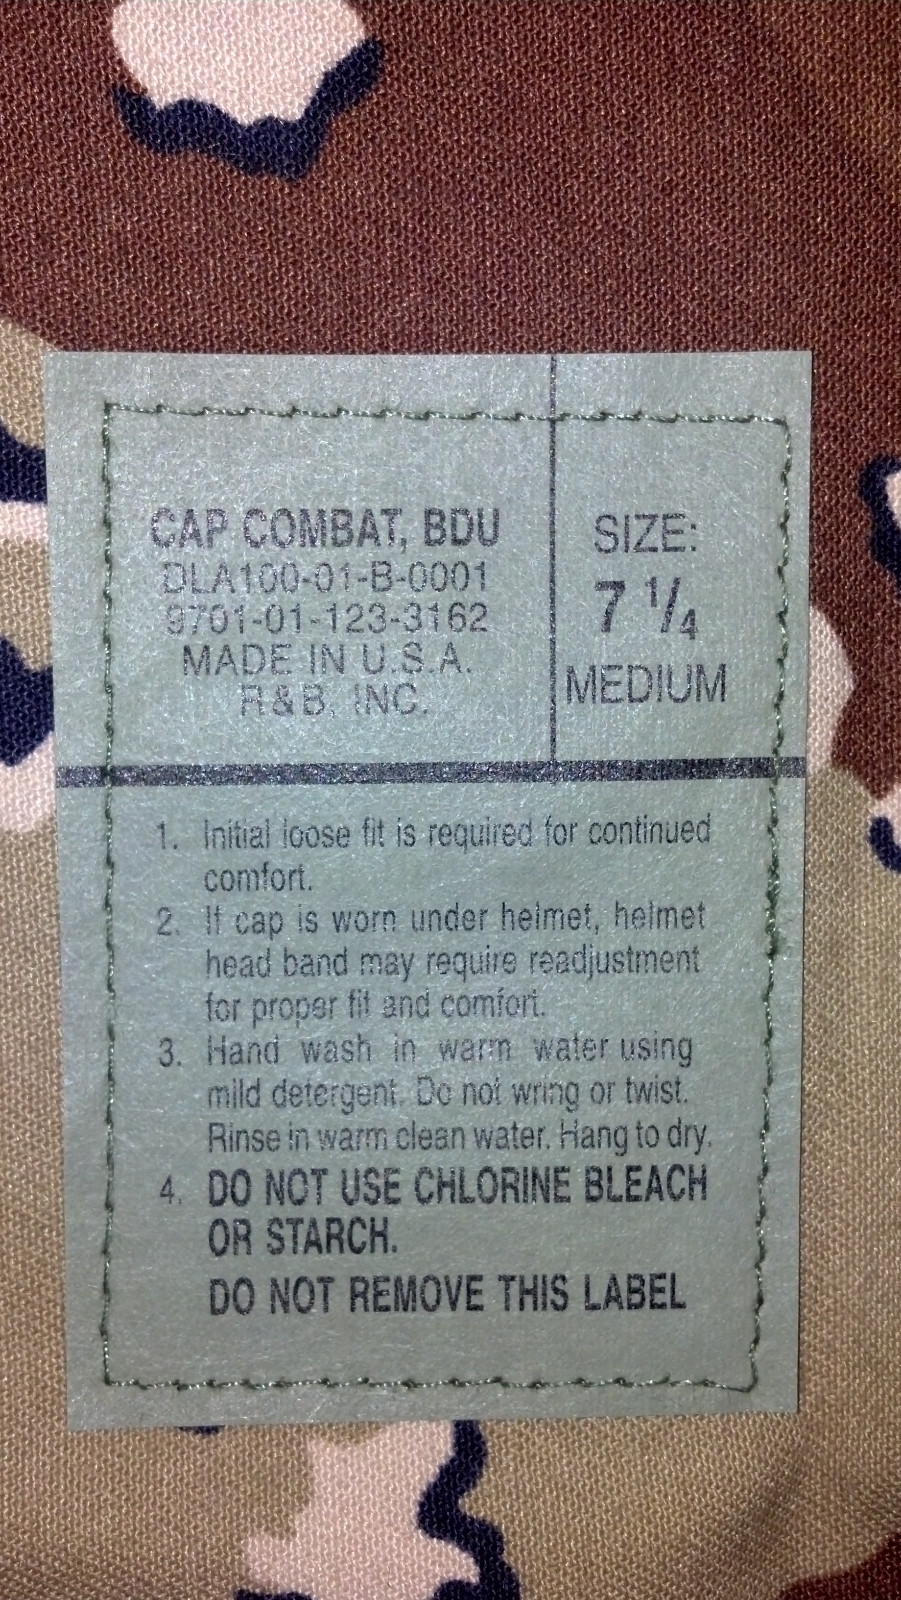 CAP COMBAT, BDU
DLA100-01-B-0001
9701-01-123-3162
MADE IN U.S.A.
R&B, INC.
SIZE:
7 1/4
MEDIUM
1. Initial loose fit is required for continued
comfort.
2. If cap is worn under helmet, helmet
head band may require readjustment
for proper fit and comfort.
3. Hand wash in warm water using
mild detergent. Do not wring or twist.
Rinse in warm clean water. Hang to dry.
4. DO NOT USE CHLORINE BLEACH
OR STARCH.
DO NOT REMOVE THIS LABEL